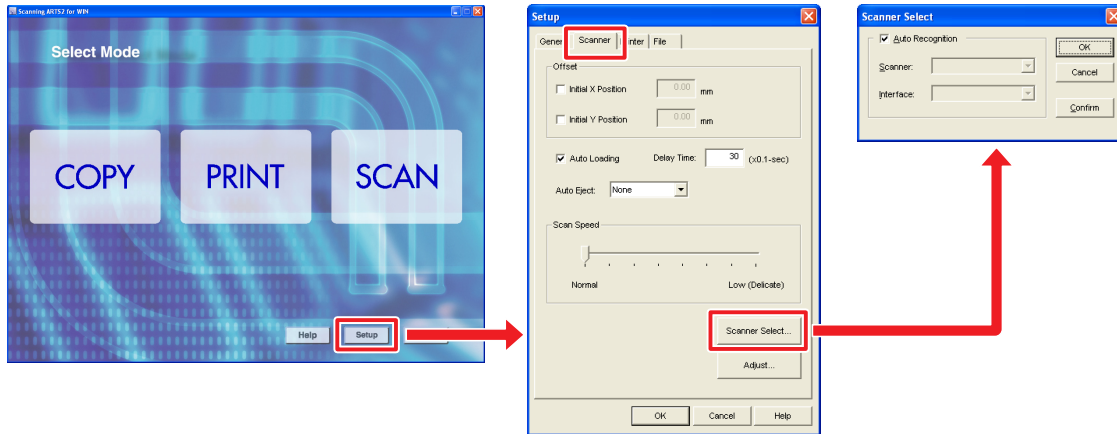 Scanning ARTS2 for WIN
Select Mode
COPY PRINT SCAN
Help Setup
Setup
Scanner File
Offset
Initial X Position 0.00 mm
Initial Y Position 0.00 mm
Auto Loading Delay Time: 30 (x0.1-sec)
Auto Eject: None
Scan Speed
Normal Low (Delicate)
Scanner Select...
Adjust...
OK Cancel Help
Scanner Select
Auto Recognition
Scanner:
Interface:
OK
Cancel
Confirm